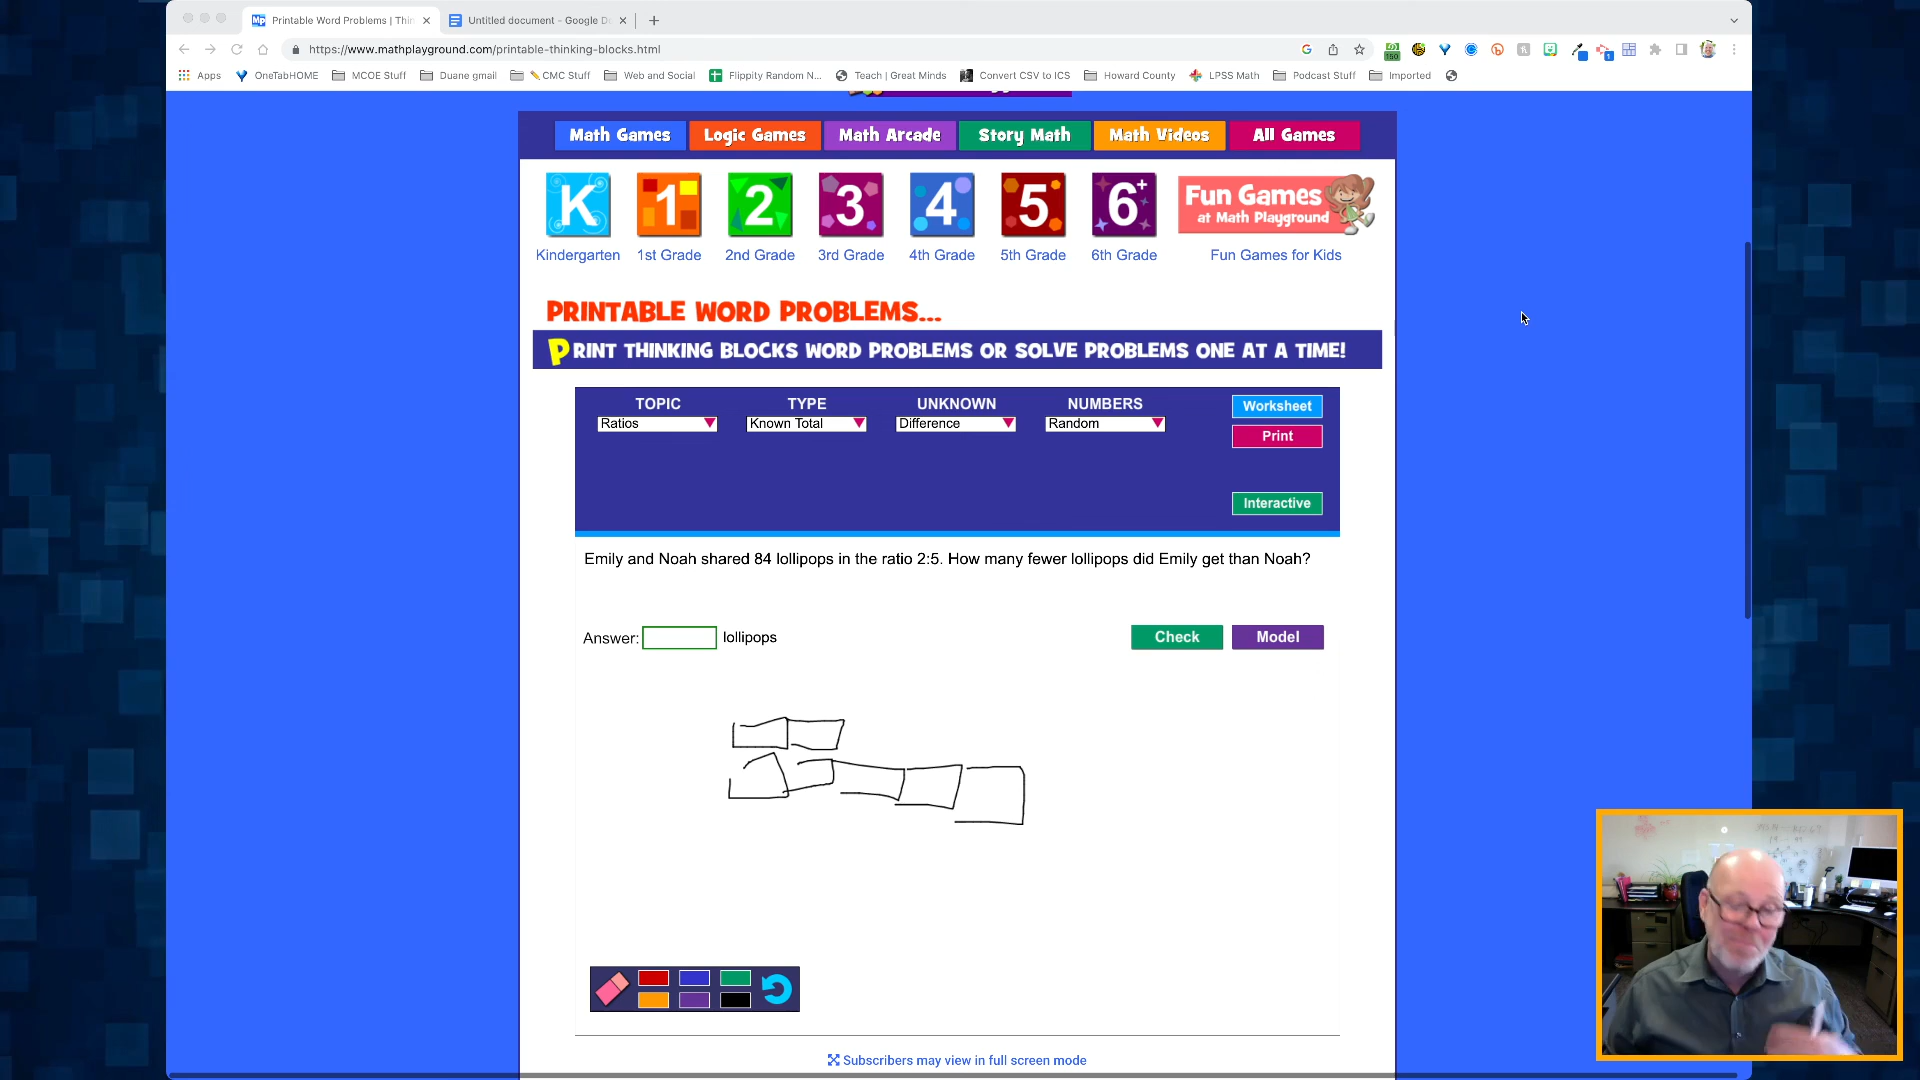 Printable Word Problems | Thin
Untitled document - Google Do
https://www.mathplayground.com/printable-thinking-blocks.html
Apps OneTabHOME MCOE Stuff Duane gmail ✏️CMC Stuff Web and Social Flippity Random N... Teach | Great Minds Convert CSV to ICS Howard County LPSS Math Podcast Stuff Imported
Math Games Logic Games Math Arcade Story Math Math Videos All Games
K 1 2 3 4 5 6+ Fun Games
at Math Playground
Kindergarten 1st Grade 2nd Grade 3rd Grade 4th Grade 5th Grade 6th Grade Fun Games for Kids
PRINTABLE WORD PROBLEMS...
PRINT THINKING BLOCKS WORD PROBLEMS OR SOLVE PROBLEMS ONE AT A TIME!
TOPIC TYPE UNKNOWN NUMBERS Worksheet
Ratios Known Total Difference Random
Print
Interactive
Emily and Noah shared 84 lollipops in the ratio 2:5. How many fewer lollipops did Emily get than Noah?
Answer: lollipops Check Model
Subscribers may view in full screen mode